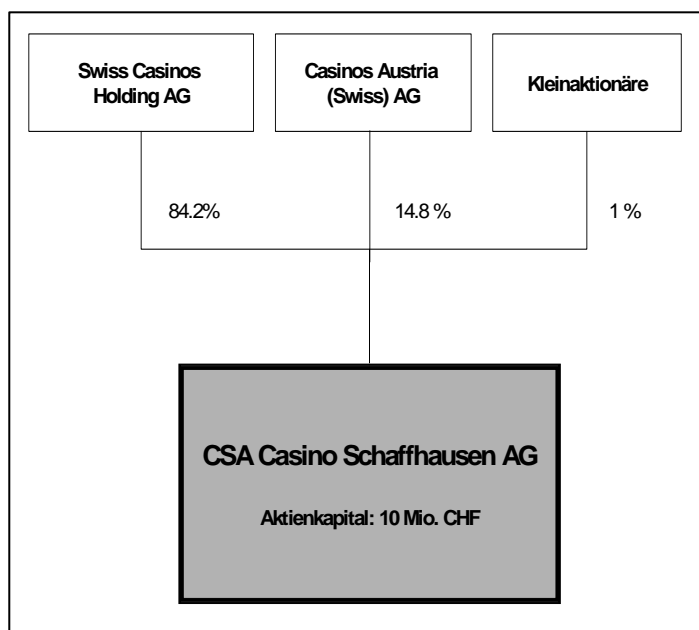 Swiss Casinos
Holding AG
Casinos Austria
(Swiss) AG
Kleinaktionäre
84.2%
14.8 %
1 %
CSA Casino Schaffhausen AG
Aktienkapital: 10 Mio. CHF